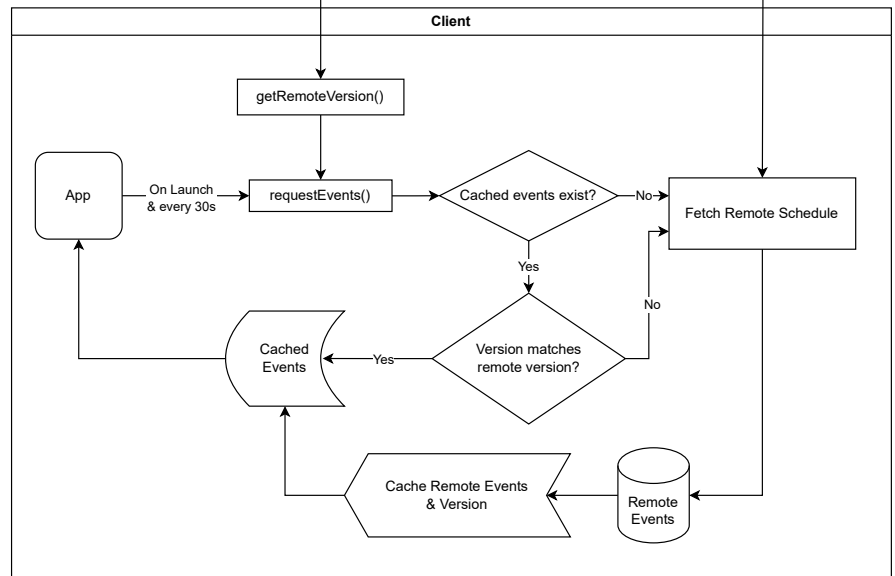 Client
getRemoteVersion()
App
On Launch
& every 30s
requestEvents()
Cached events exist?
No
Fetch Remote Schedule
Yes
No
Cached
Events
Yes
Version matches
remote version?
Cache Remote Events
& Version
Remote
Events